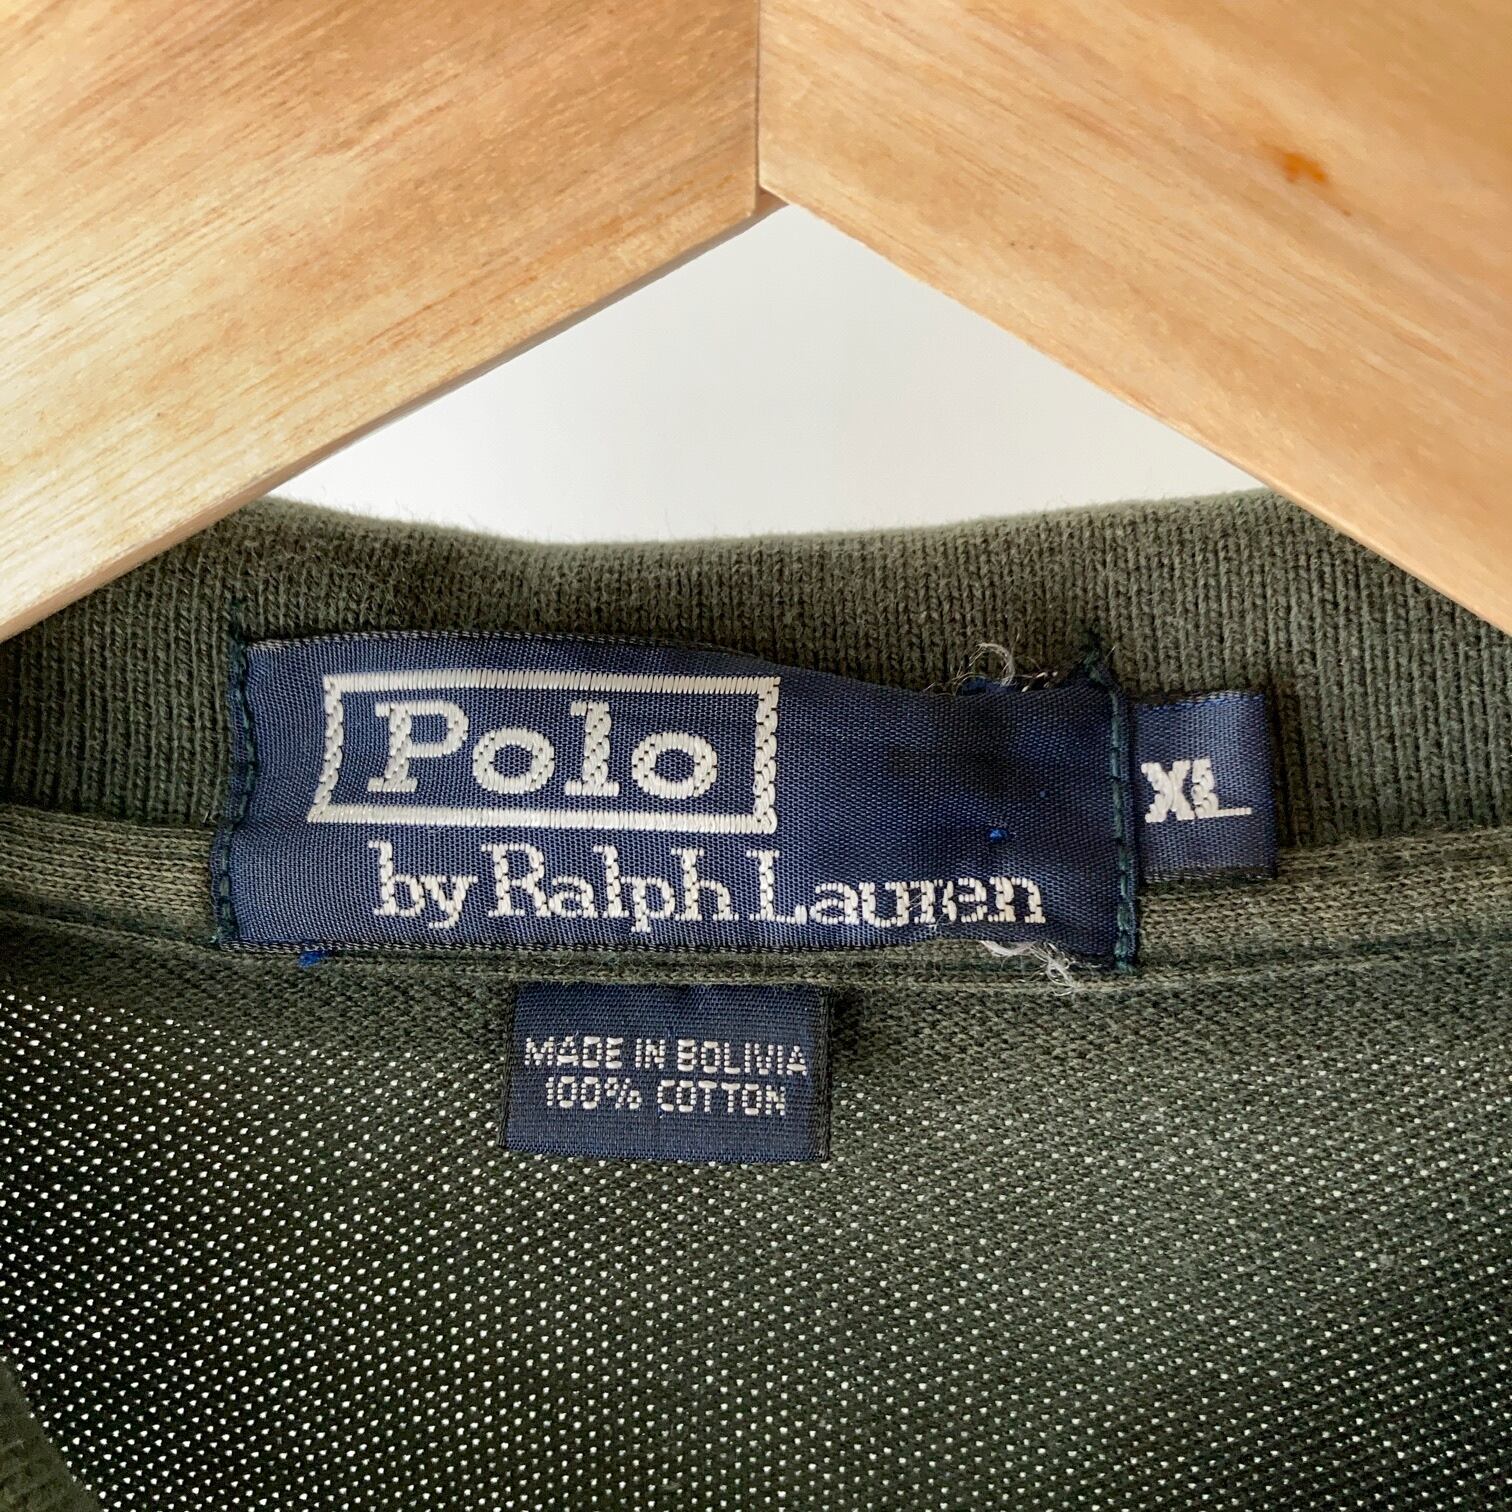 Polo
by Ralph Lauren
XL
MADE IN BOLIVIA
100% COTTON